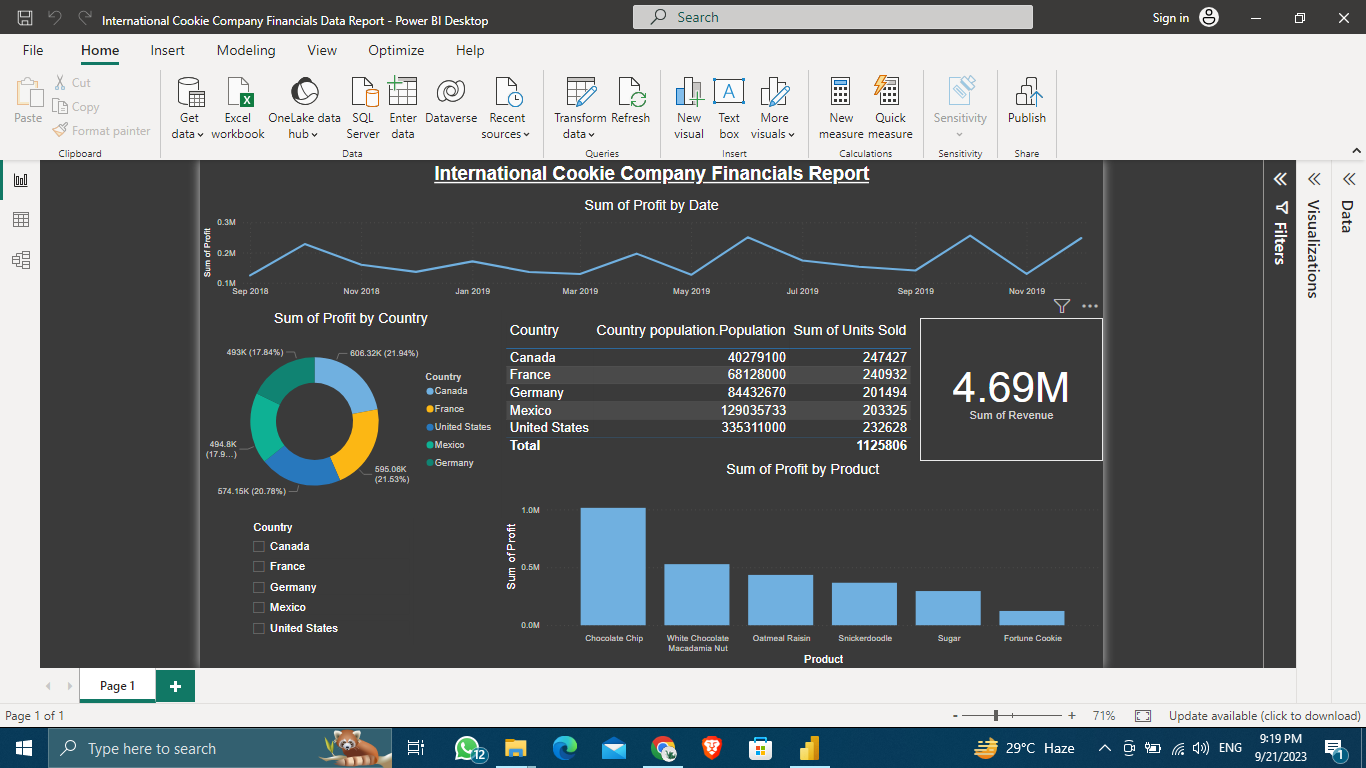 International Cookie Company Financials Data Report - Power BI Desktop
Search
Sign in
File Home Insert Modeling View Optimize Help
Paste
Cut
Copy
Format painter
Clipboard
Get data
Excel workbook
OneLake data hub
SQL Server
Enter data
Dataverse
Recent sources
Data
Transform data
Refresh
Queries
New visual
Text box
More visuals
Insert
New measure
Quick measure
Calculations
Sensitivity
Sensitivity
Publish
Share
International Cookie Company Financials Report
Sum of Profit by Date
Sum of Profit
0.3M
0.2M
0.1M
Sep 2018 Nov 2018 Jan 2019 Mar 2019 May 2019 Jul 2019 Sep 2019 Nov 2019
Sum of Profit by Country
493K (17.84%)
606.32K (21.94%)
494.8K
(17.9...)
595.06K
(21.53%)
574.15K (20.78%)
Country
Canada
France
United States
Mexico
Germany
Country Country population.Population Sum of Units Sold
Canada 40279100 247427
France 68128000 240932
Germany 84432670 201494
Mexico 129035733 203325
United States 335311000 232628
Total 1125806
4.69M
Sum of Revenue
Sum of Profit by Product
Sum of Profit
1.0M
0.5M
0.0M
Chocolate Chip
White Chocolate
Macadamia Nut
Oatmeal Raisin
Snickerdoodle
Sugar
Fortune Cookie
Product
Country
Canada
France
Germany
Mexico
United States
Filters
Visualizations
Data
Page 1
+
Page 1 of 1
- + 71%
Update available (click to download)
Type here to search
12
29°C Haze
ENG
9:19 PM
9/21/2023
1